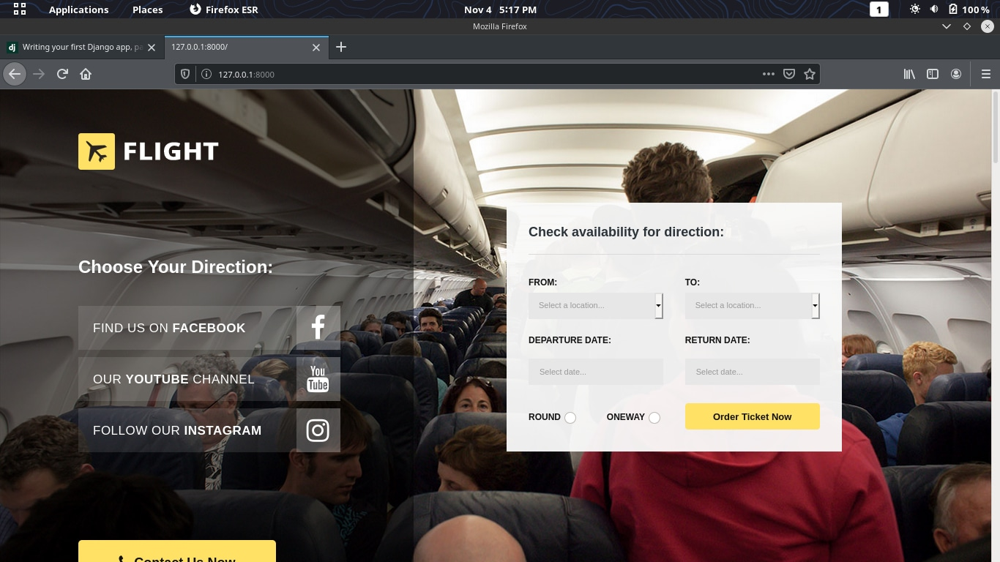 Applications Places Firefox ESR Nov 4 5:17 PM 1 100 %
Mozilla Firefox
dj Writing your first Django app, pa 127.0.0.1:8000/
127.0.0.1:8000
FLIGHT
Choose Your Direction:
FIND US ON FACEBOOK
OUR YOUTUBE CHANNEL You Tube
FOLLOW OUR INSTAGRAM
Contact Us Now
Check availability for direction:
FROM: TO:
Select a location... Select a location...
DEPARTURE DATE: RETURN DATE:
Select date... Select date...
ROUND ONEWAY Order Ticket Now